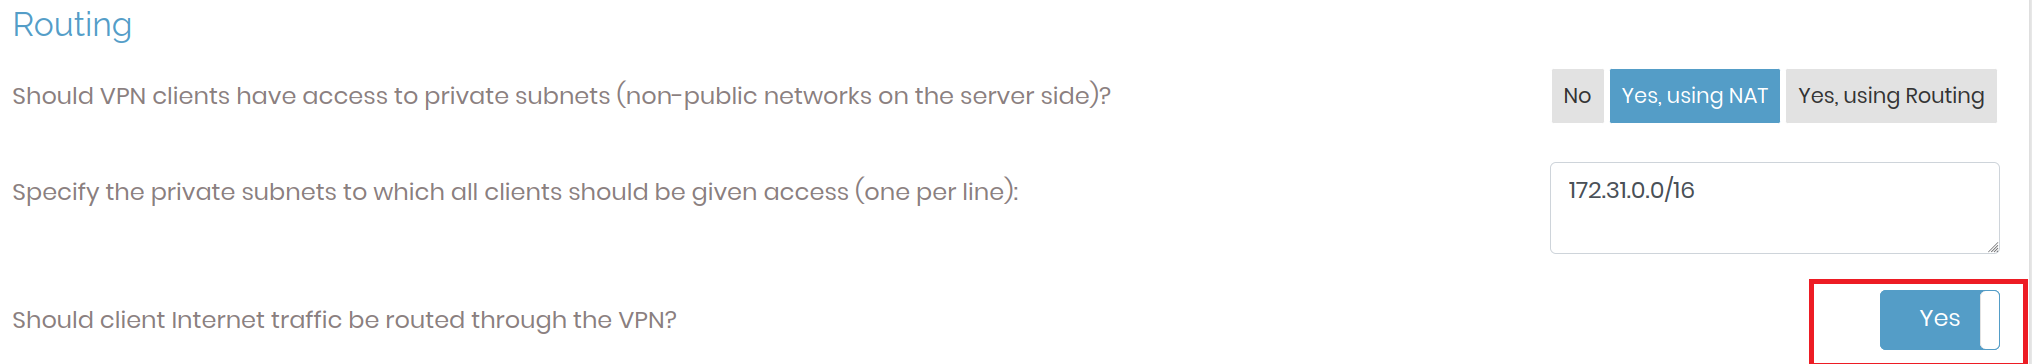 Routing
Should VPN clients have access to private subnets (non-public networks on the server side)?
No Yes, using NAT Yes, using Routing
Specify the private subnets to which all clients should be given access (one per line):
172.31.0.0/16
Should client Internet traffic be routed through the VPN?
Yes